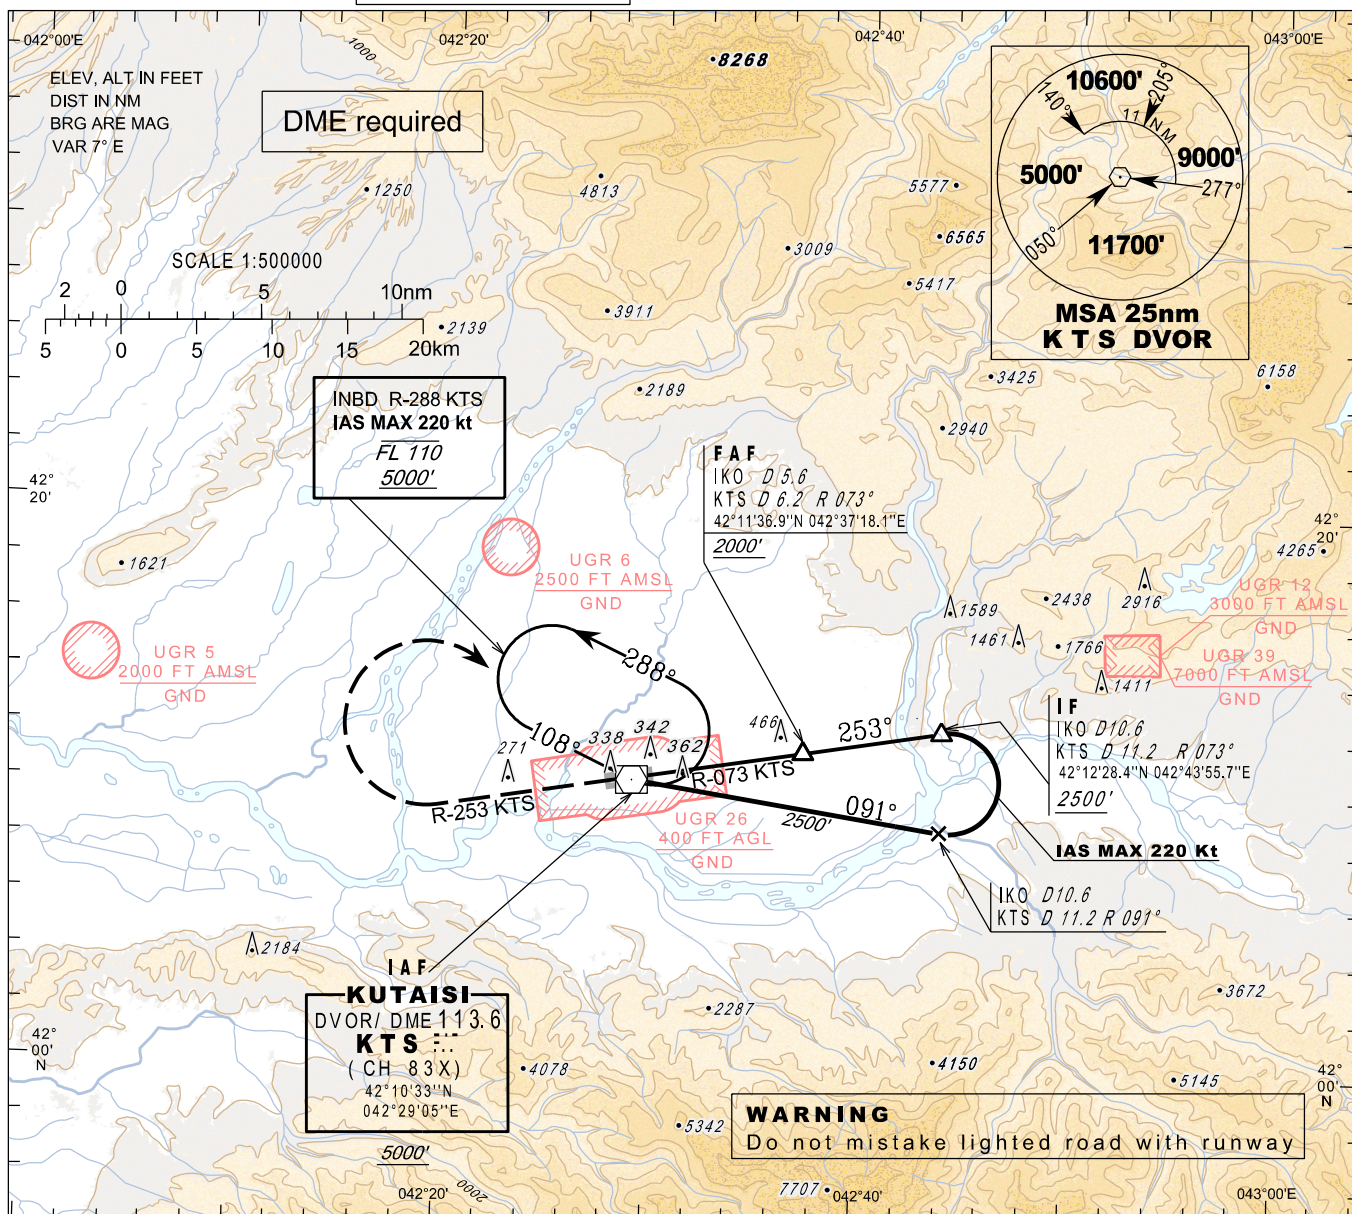 042°00'E
042°20'
042°40'
043°00'E
1000
8268
ELEV, ALT IN FEET
DIST IN NM
BRG ARE MAG
VAR 7° E
DME required
10600'
140°
205°
11 NM
9000'
5000'
277°
050°
11700'
MSA 25nm
KTS DVOR
1250
4813
5577
6565
3009
5417
SCALE 1:500000
2 0 5 10nm
5 0 5 10 15 20km
3911
2139
2189
3425
6158
2940
INBD R-288 KTS
IAS MAX 220 kt
FL 110
5000'
FAF
IKO D 5.6
KTS D 6.2 R 073°
42°11'36.9''N 042°37'18.1''E
2000'
42°
20'
42°
20'
4265
1621
UGR 6
2500 FT AMSL
GND
UGR 12
3000 FT AMSL
GND
2916
2438
1589
1461
1766
UGR 39
7000 FT AMSL
GND
1411
UGR 5
2000 FT AMSL
GND
288°
108°
253°
466
342
338
362
271
R-073 KTS
R-253 KTS
IF
IKO D10.6
KTS D 11.2 R 073°
42°12'28.4''N 042°43'55.7''E
2500'
091°
2500'
UGR 26
400 FT AGL
GND
IAS MAX 220 Kt
IKO D10.6
KTS D 11.2 R 091°
2184
IAF
KUTAISI
DVOR/ DME 113.6
KTS
(CH 83X)
42°10'33''N
042°29'05''E
5000'
2287
3672
42°
00'
N
4078
4150
5145
42°
00'
N
5342
WARNING
Do not mistake lighted road with runway
7707
042°20'
2000
042°40'
043°00'E